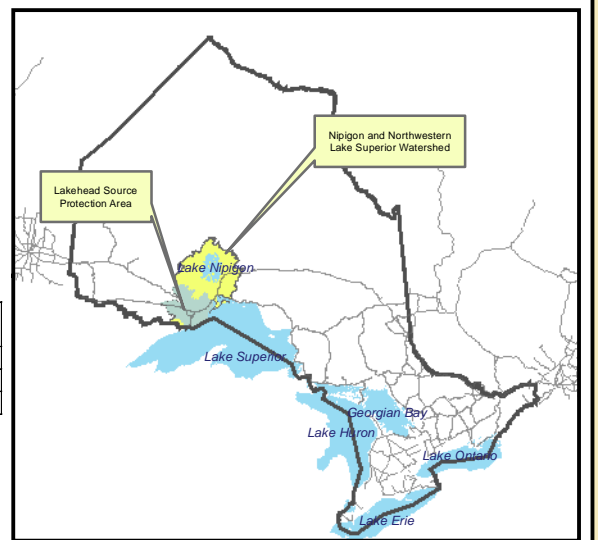 Nipigon and Northwestern
Lake Superior Watershed
Lakehead Source
Protection Area
Lake Nipigon
Lake Superior
Georgian Bay
Lake Huron
Lake Ontario
Lake Erie